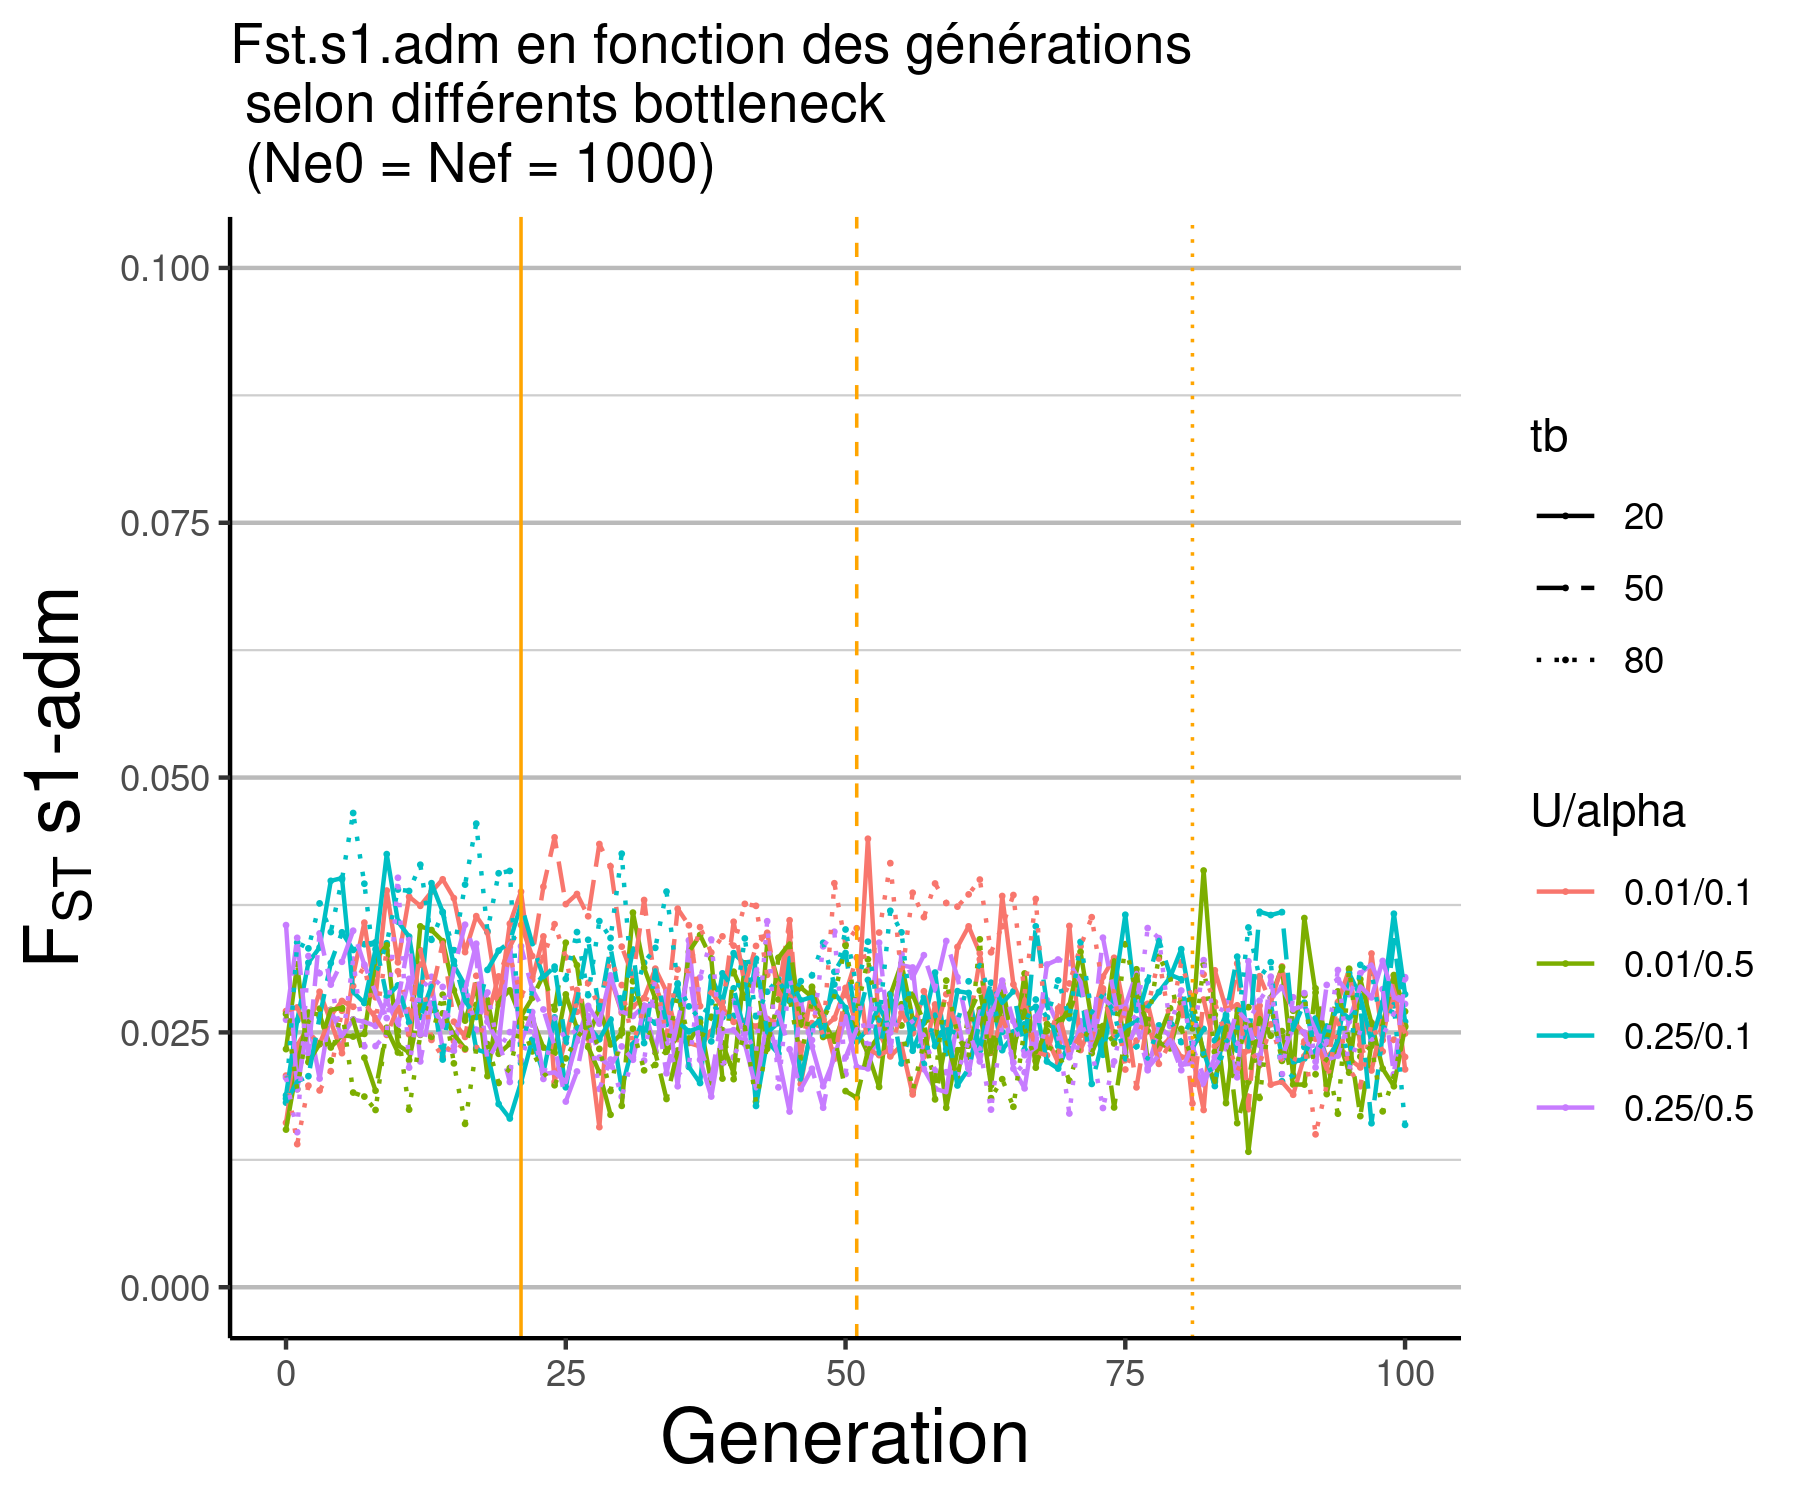 Fst.s1.adm en fonction des générations
selon différents bottleneck
(Ne0 = Nef = 1000)
0.100
0.075
0.050
0.025
0.000
FST s1-adm
0
25
50
75
100
Generation
tb
20
50
80
U/alpha
0.01/0.1
0.01/0.5
0.25/0.1
0.25/0.5